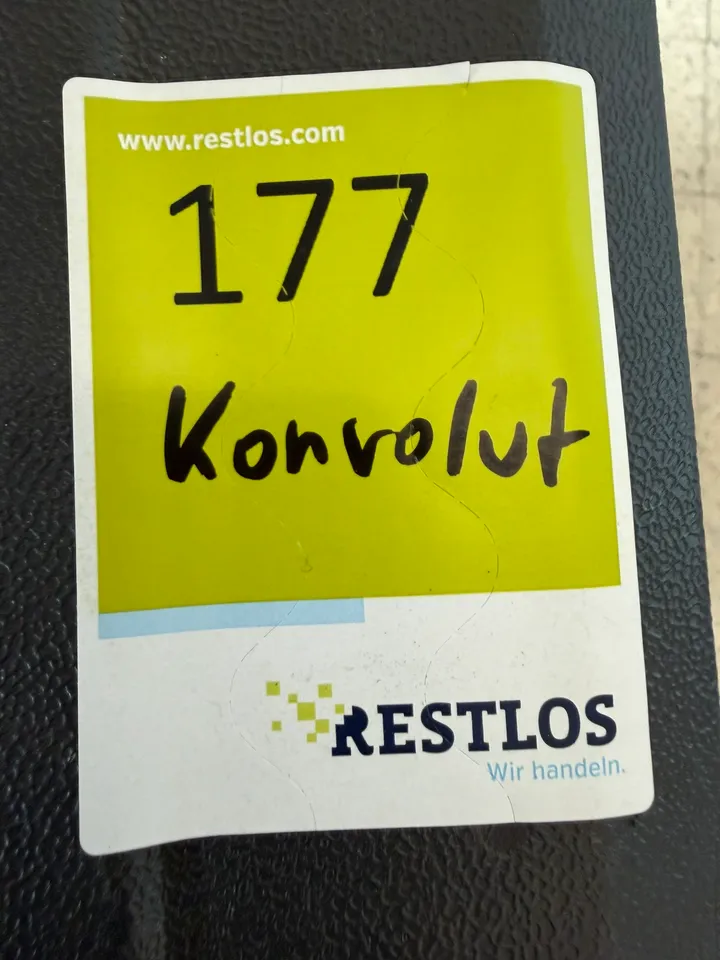 www.restlos.com
177
Konvolut
RESTLOS
Wir handeln.